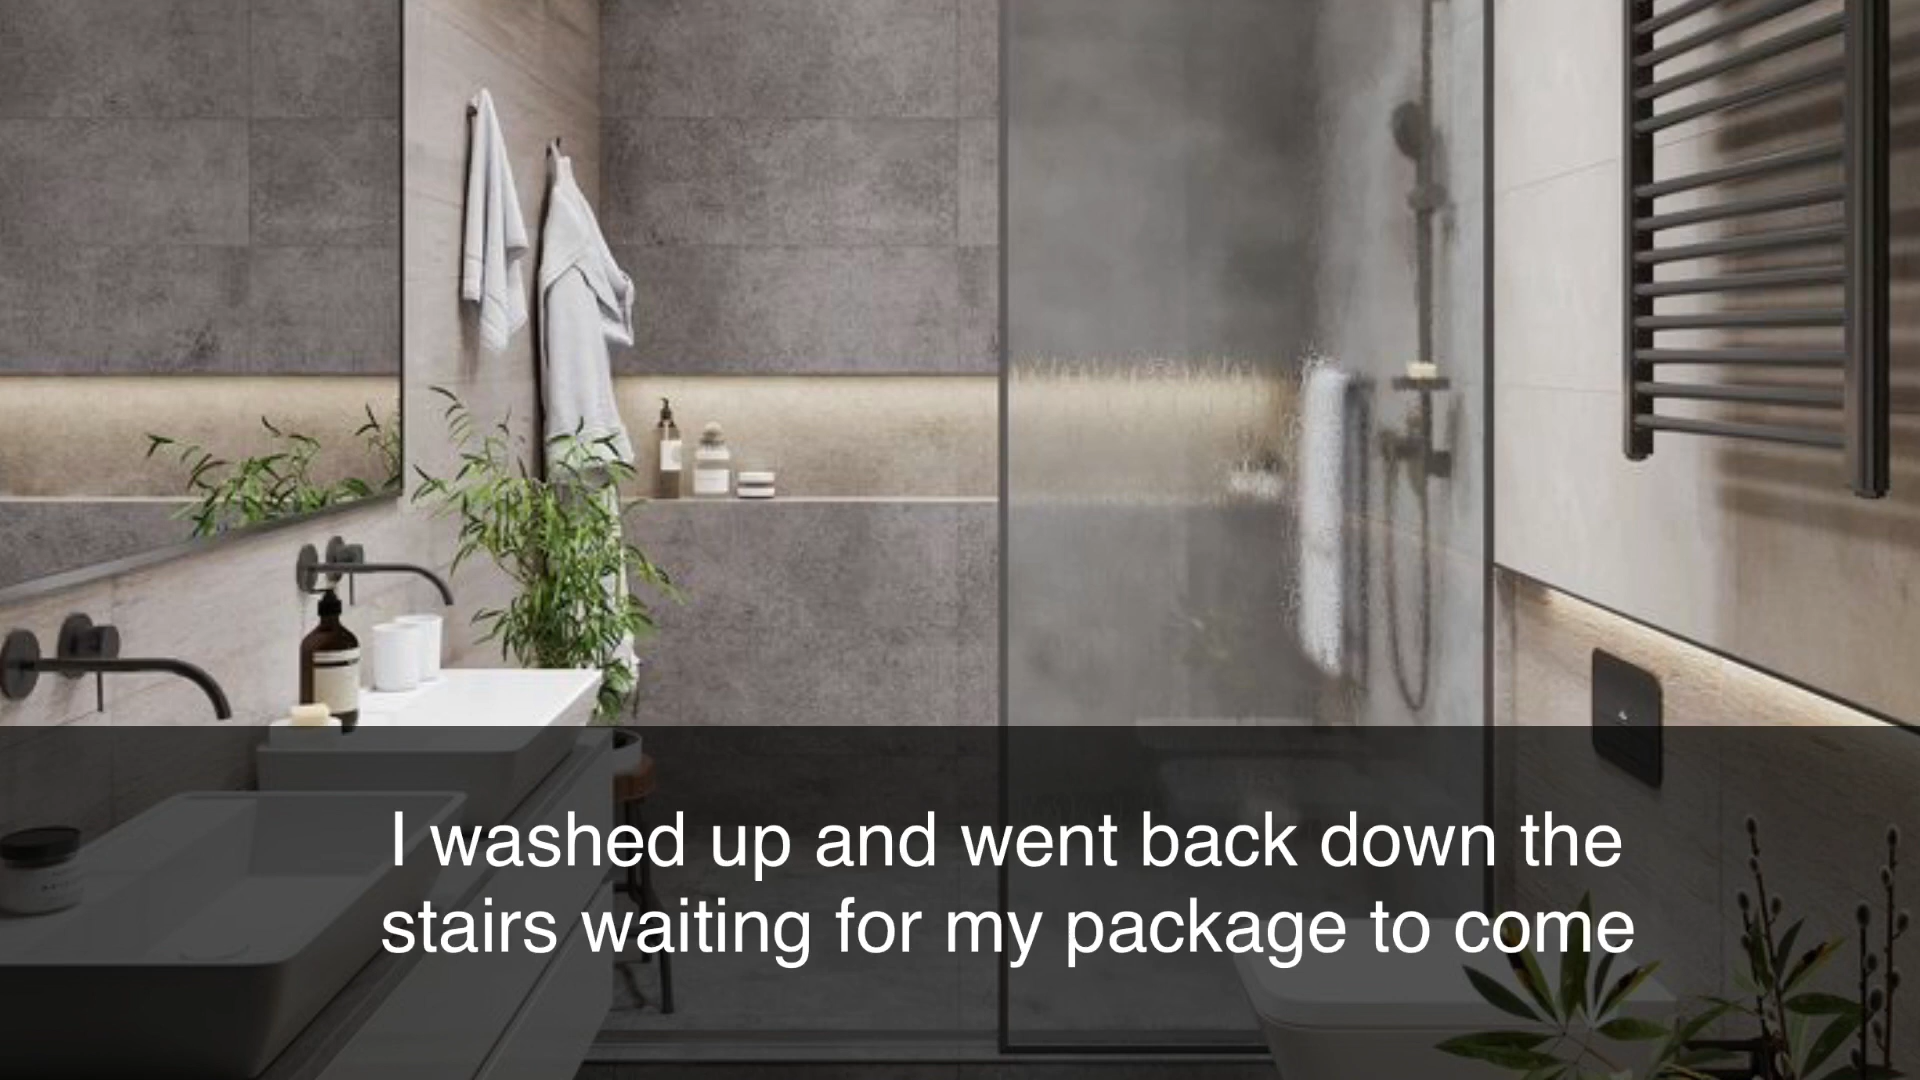 I washed up and went back down the
stairs waiting for my package to come